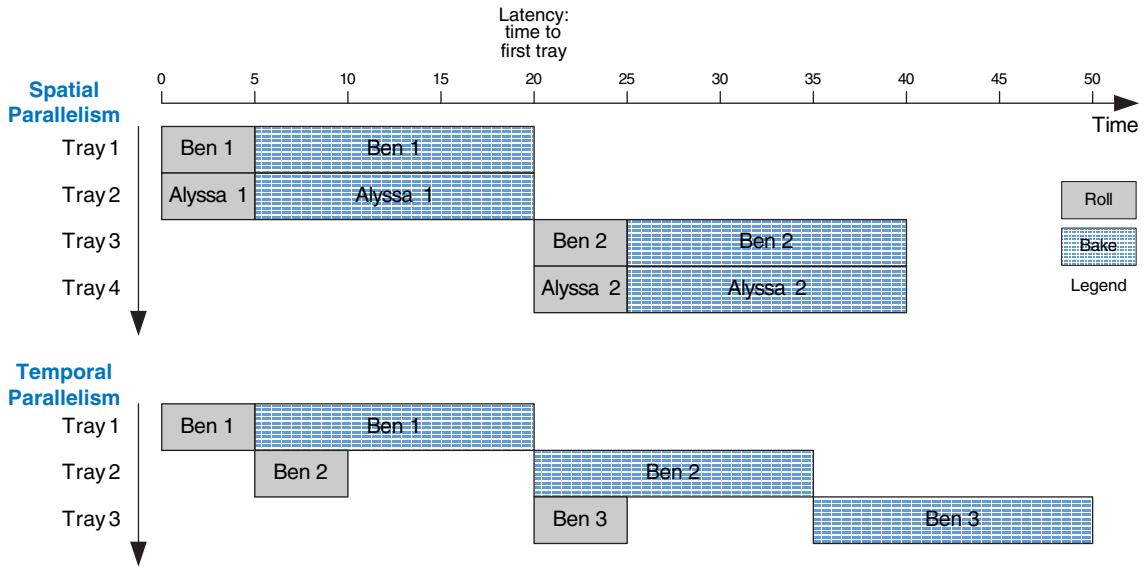 Latency:
time to
first tray
0 5 10 15 20 25 30 35 40 45 50
Time
Spatial
Parallelism
Tray 1 Ben 1 Ben 1
Tray 2 Alyssa 1 Alyssa 1
Tray 3 Ben 2 Ben 2
Tray 4 Alyssa 2 Alyssa 2
Roll
Bake
Legend
Temporal
Parallelism
Tray 1 Ben 1 Ben 1
Tray 2 Ben 2 Ben 2
Tray 3 Ben 3 Ben 3